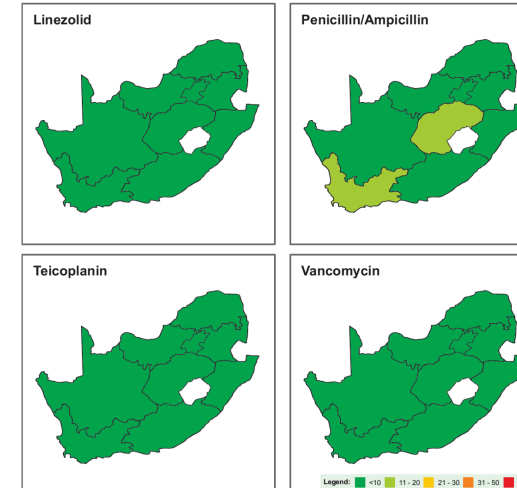 Linezolid
Penicillin/Ampicillin
Teicoplanin
Vancomycin
Legend: <10 11 - 20 21 - 30 31 - 50